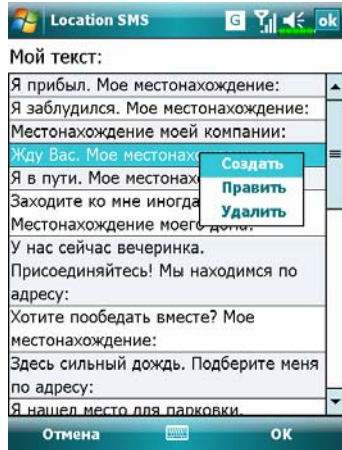 Location SMS G ok
Мой текст:
Я прибыл. Мое местонахождение:
Я заблудился. Мое местонахождение:
Местонахождение моей компании:
Жду Вас. Мое
Создать
Я в пути. Мое
Править
Заходите ко мне иногда
Удалить
Местонахождение моего дома:
У нас сейчас вечеринка.
Присоединяйтесь! Мы находимся по
адресу:
Хотите пообедать вместе? Мое
местонахождение:
Здесь сильный дождь. Подберите меня
по адресу:
Я нашел место для парковки.
Отмена OK